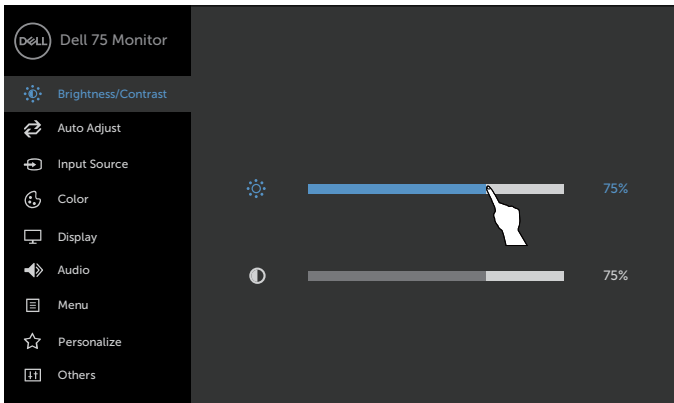 DELL
Dell 75 Monitor
Brightness/Contrast
Auto Adjust
Input Source
Color
Display
Audio
Menu
Personalize
Others
75%
75%